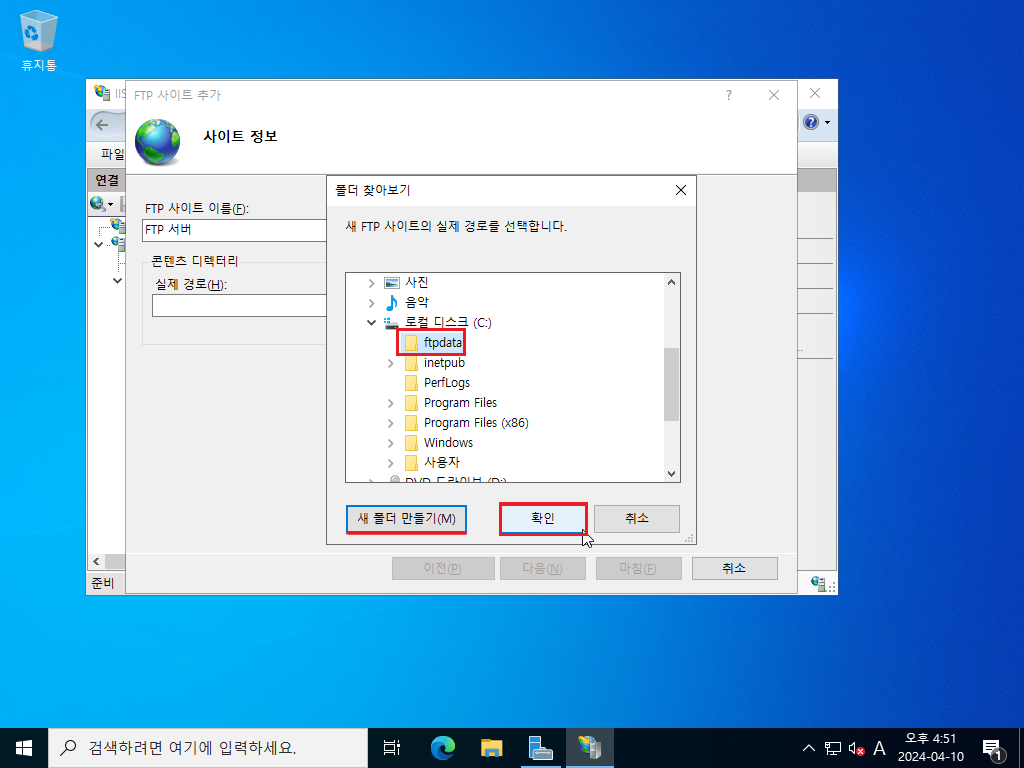 휴지통
IIS
FTP 사이트 추가
?
사이트 정보
파일
연결
FTP 사이트 이름(F):
FTP 서버
콘텐츠 디렉터리
실제 경로(H):
폴더 찾아보기
새 FTP 사이트의 실제 경로를 선택합니다.
사진
음악
로컬 디스크 (C:)
ftpdata
inetpub
PerfLogs
Program Files
Program Files (x86)
Windows
사용자
DVD 드라이브 (D:)
새 폴더 만들기(M)
확인
취소
이전(P)
다음(N)
마침(F)
취소
준비
검색하려면 여기에 입력하세요.
A
오후 4:51
2024-04-10
1